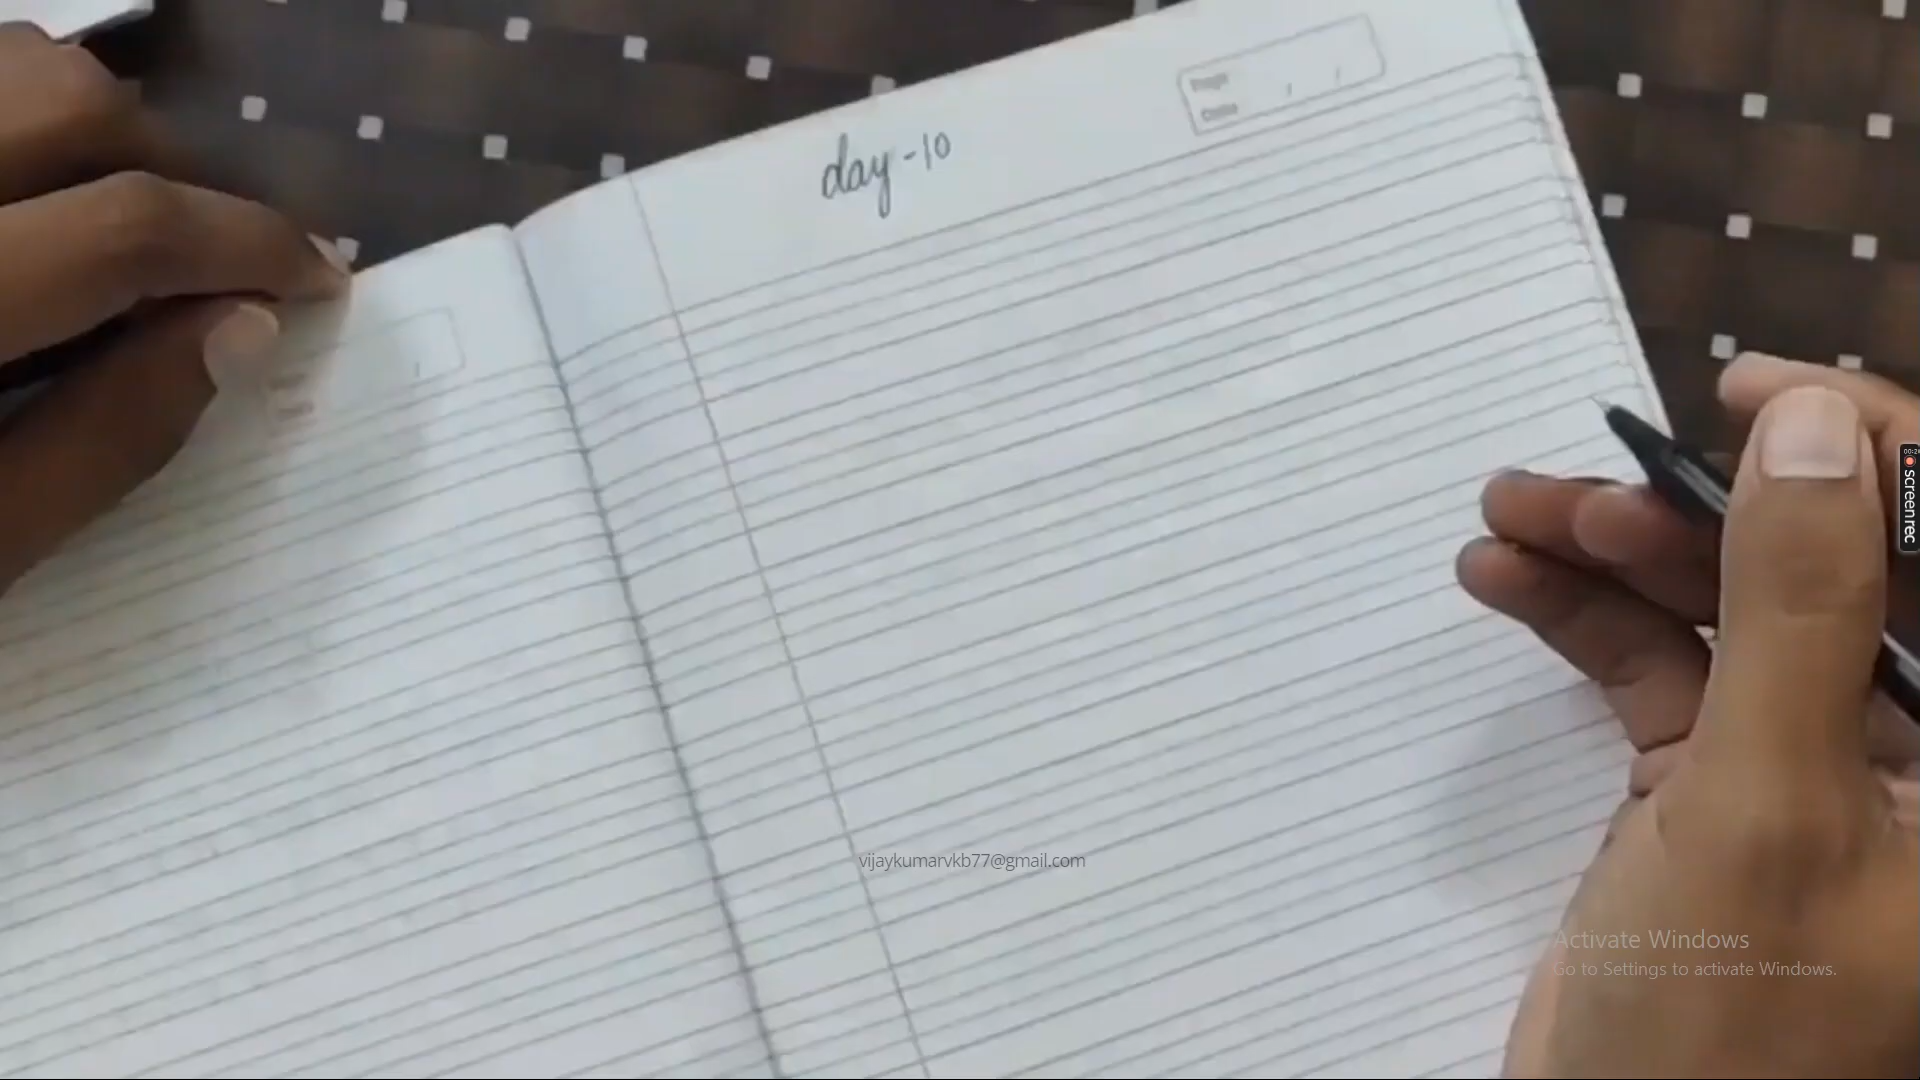 day-10
Page
Date / /
screenrec
vijaykumarvkb77@gmail.com
Activate Windows
Go to Settings to activate Windows.